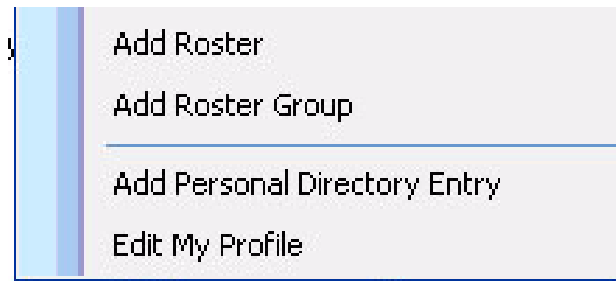 Add Roster
Add Roster Group
Add Personal Directory Entry
Edit My Profile